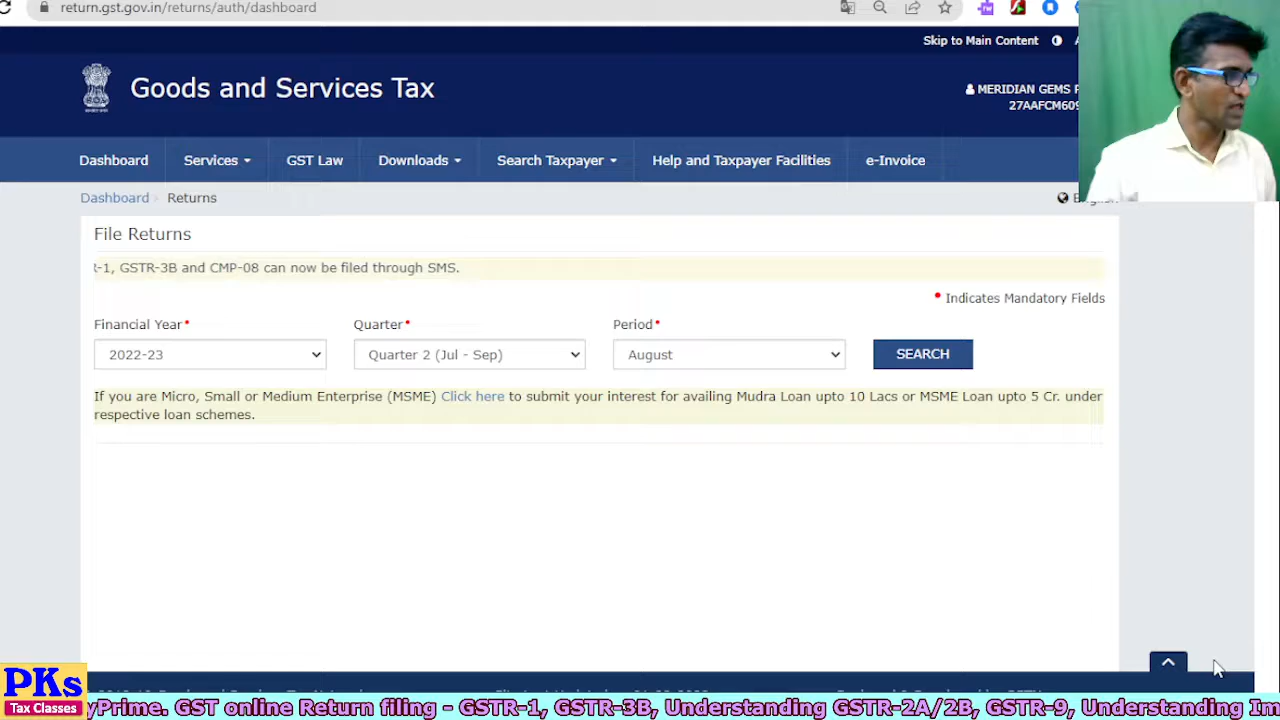 return.gst.gov.in/returns/auth/dashboard
Skip to Main Content
Goods and Services Tax
MERIDIAN GEMS
27AAFCM609
Dashboard Services GST Law Downloads Search Taxpayer Help and Taxpayer Facilities e-Invoice
Dashboard Returns
File Returns
R-1, GSTR-3B and CMP-08 can now be filed through SMS.
• Indicates Mandatory Fields
Financial Year• Quarter• Period•
2022-23 Quarter 2 (Jul - Sep) August SEARCH
If you are Micro, Small or Medium Enterprise (MSME) Click here to submit your interest for availing Mudra Loan upto 10 Lacs or MSME Loan upto 5 Cr. under
respective loan schemes.
PKs
Tax Classes
yPrime. GST online Return filing - GSTR-1, GSTR-3B, Understanding GSTR-2A/2B, GSTR-9, Understanding Im